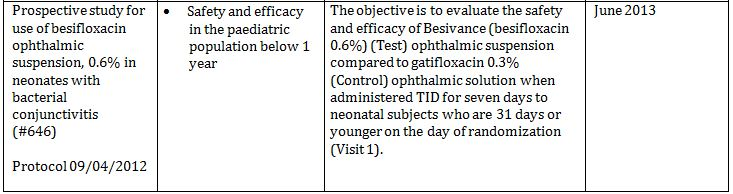 Prospective study for
use of besifloxacin
ophthalmic
suspension, 0.6% in
neonates with
bacterial
conjunctivitis
(#646)
Protocol 09/04/2012
• Safety and efficacy
in the paediatric
population below 1
year
The objective is to evaluate the safety
and efficacy of Besivance (besifloxacin
0.6%) (Test) ophthalmic suspension
compared to gatifloxacin 0.3%
(Control) ophthalmic solution when
administered TID for seven days to
neonatal subjects who are 31 days or
younger on the day of randomization
(Visit 1).
June 2013